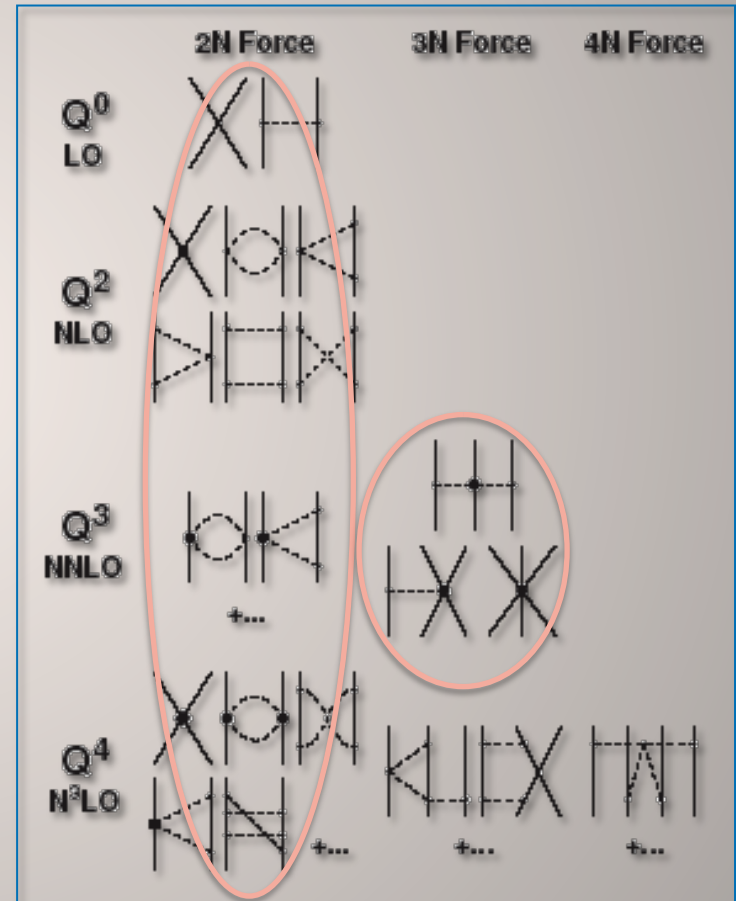 2N Force 3N Force 4N Force
Q⁰
LO
Q²
NLO
Q³
NNLO
+...
Q⁴
N³LO
+... +... +...